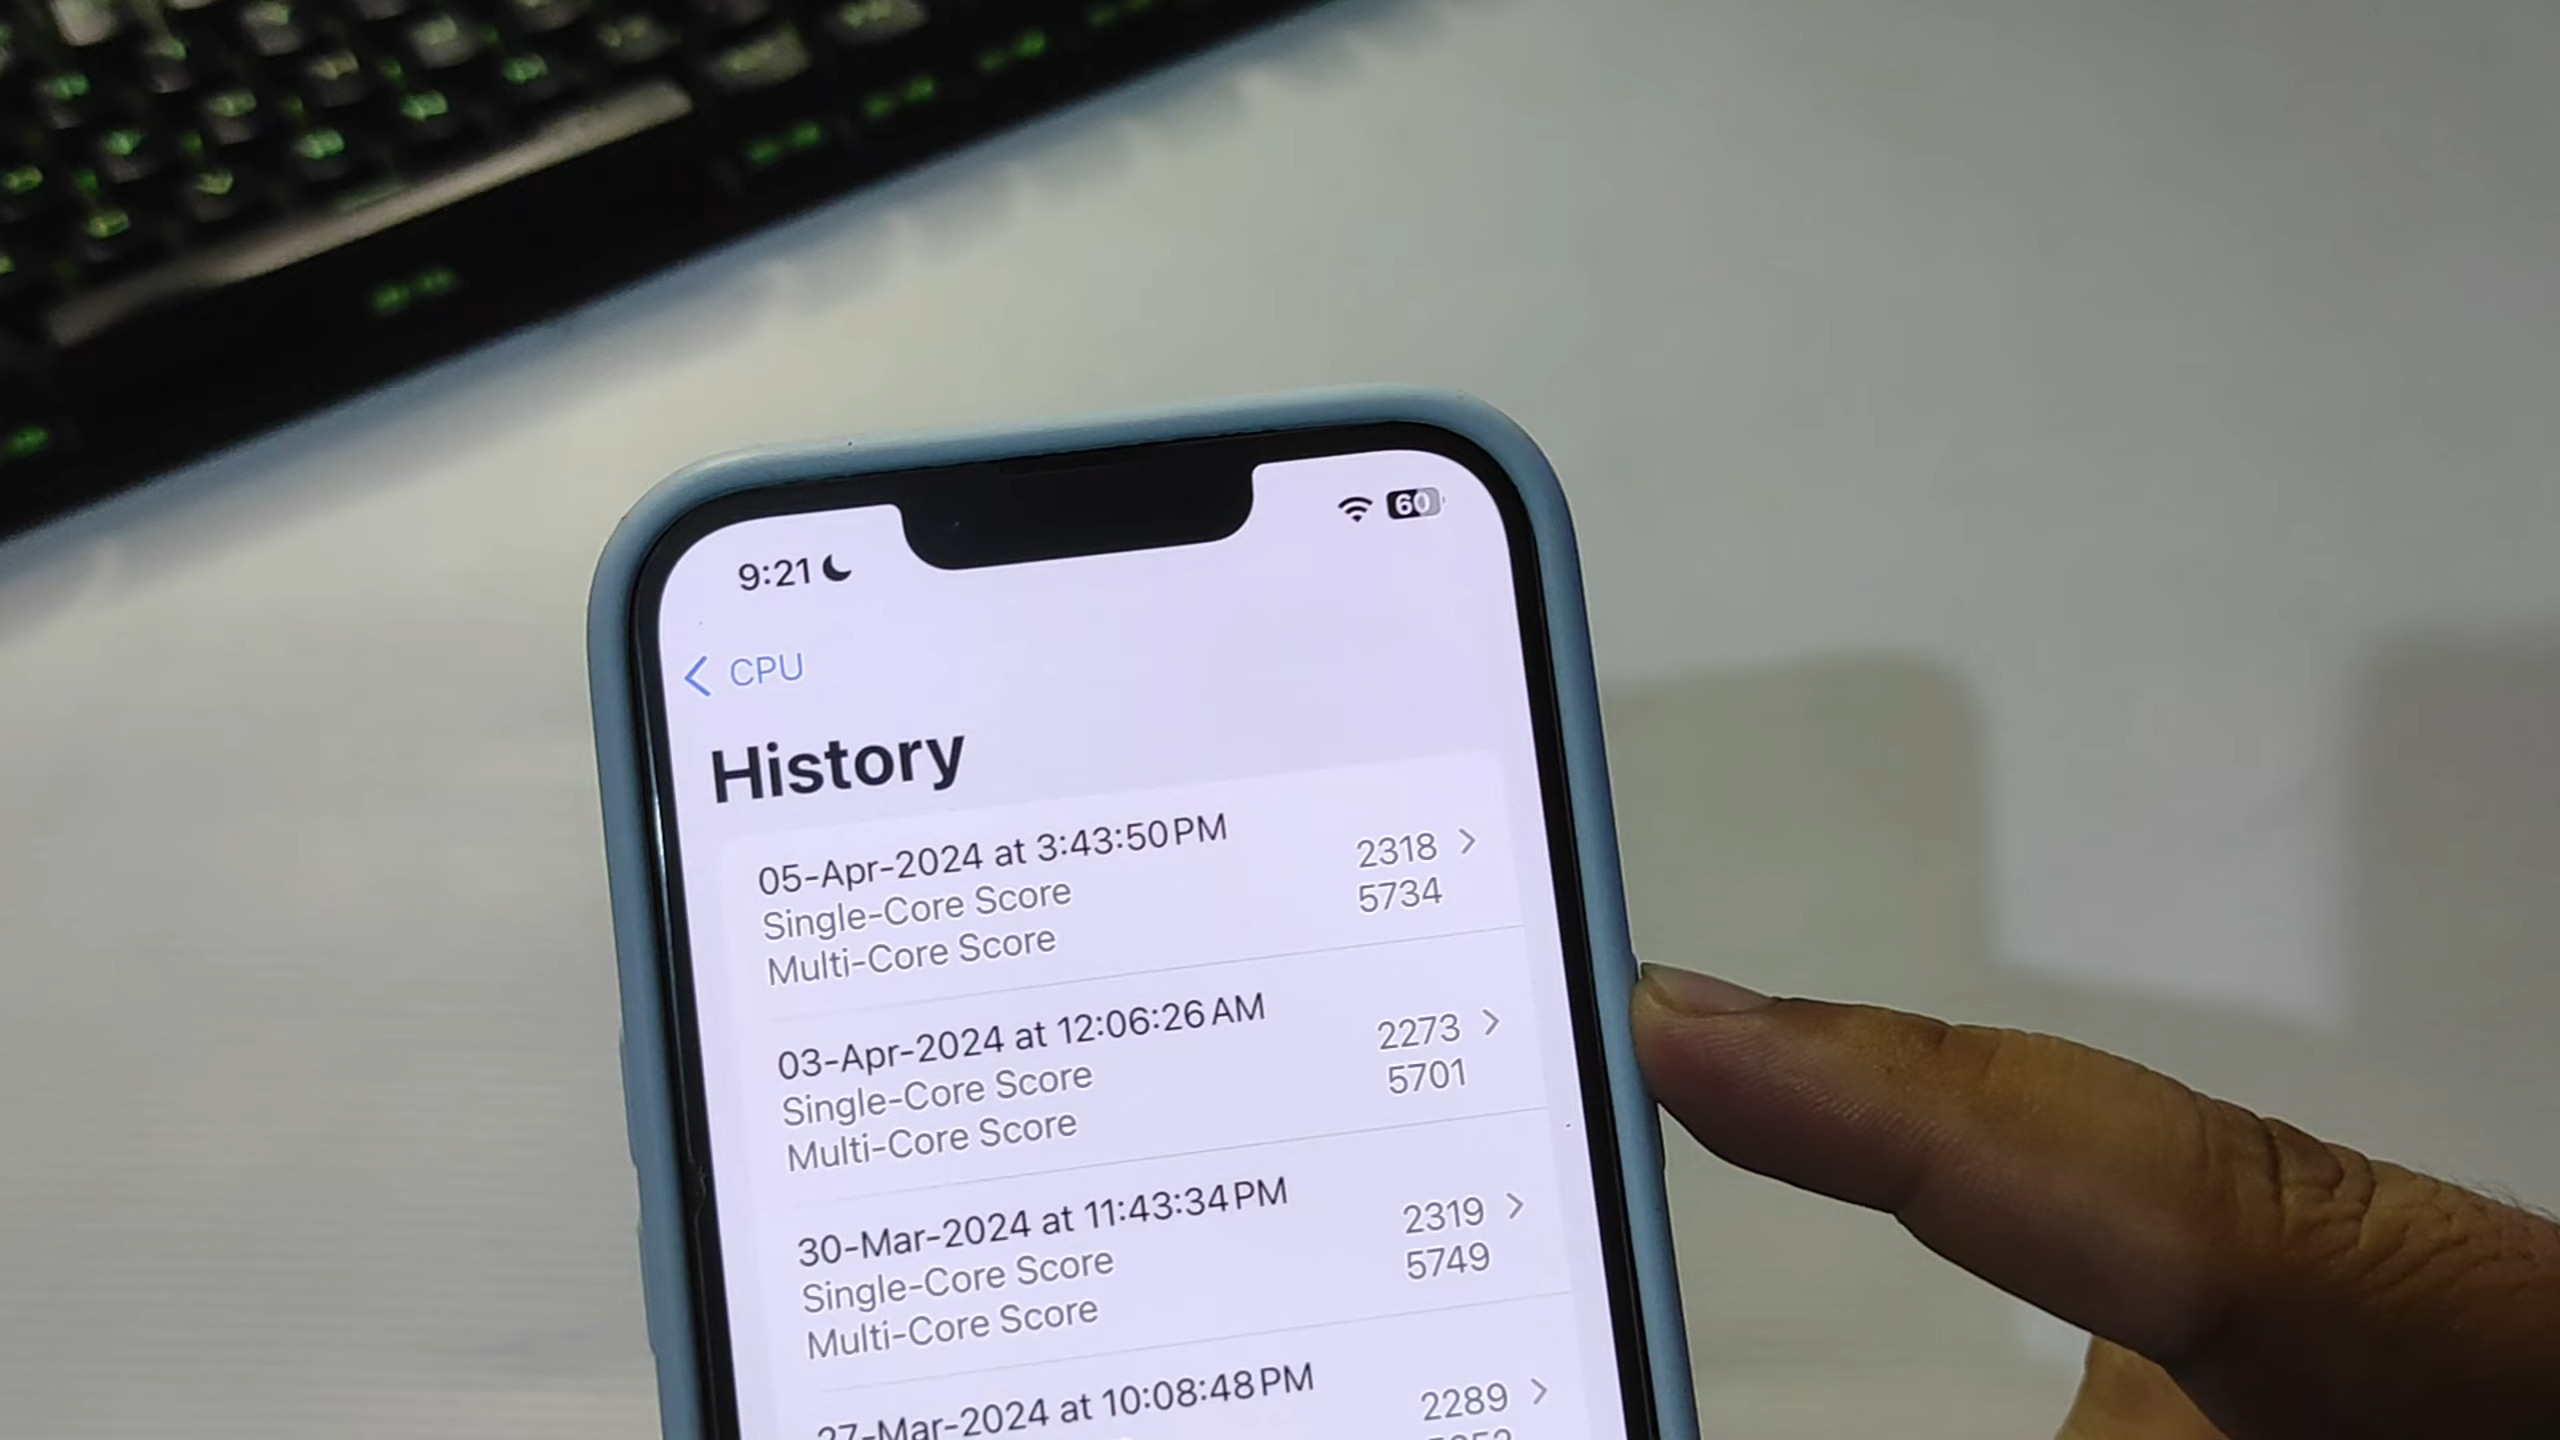 9:21
60
CPU
History
05-Apr-2024 at 3:43:50 PM
Single-Core Score 2318
Multi-Core Score 5734
03-Apr-2024 at 12:06:26 AM
Single-Core Score 2273
Multi-Core Score 5701
30-Mar-2024 at 11:43:34 PM
Single-Core Score 2319
Multi-Core Score 5749
27-Mar-2024 at 10:08:48 PM
2289